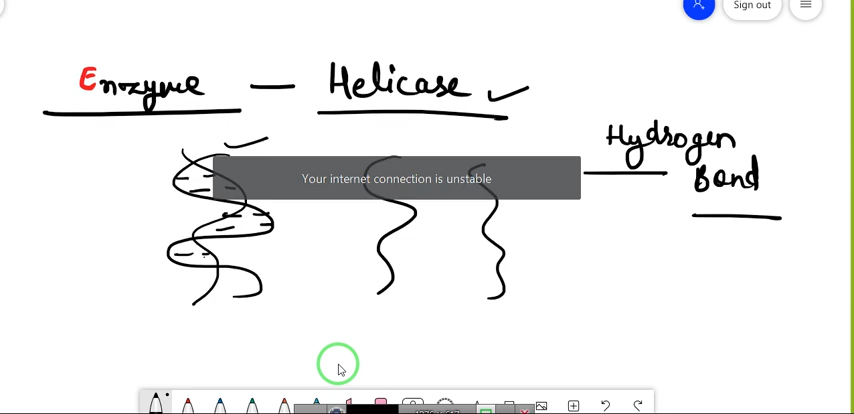 Sign out
Enzyme — Helicase ✓
Hydrogen
Bond
Your internet connection is unstable